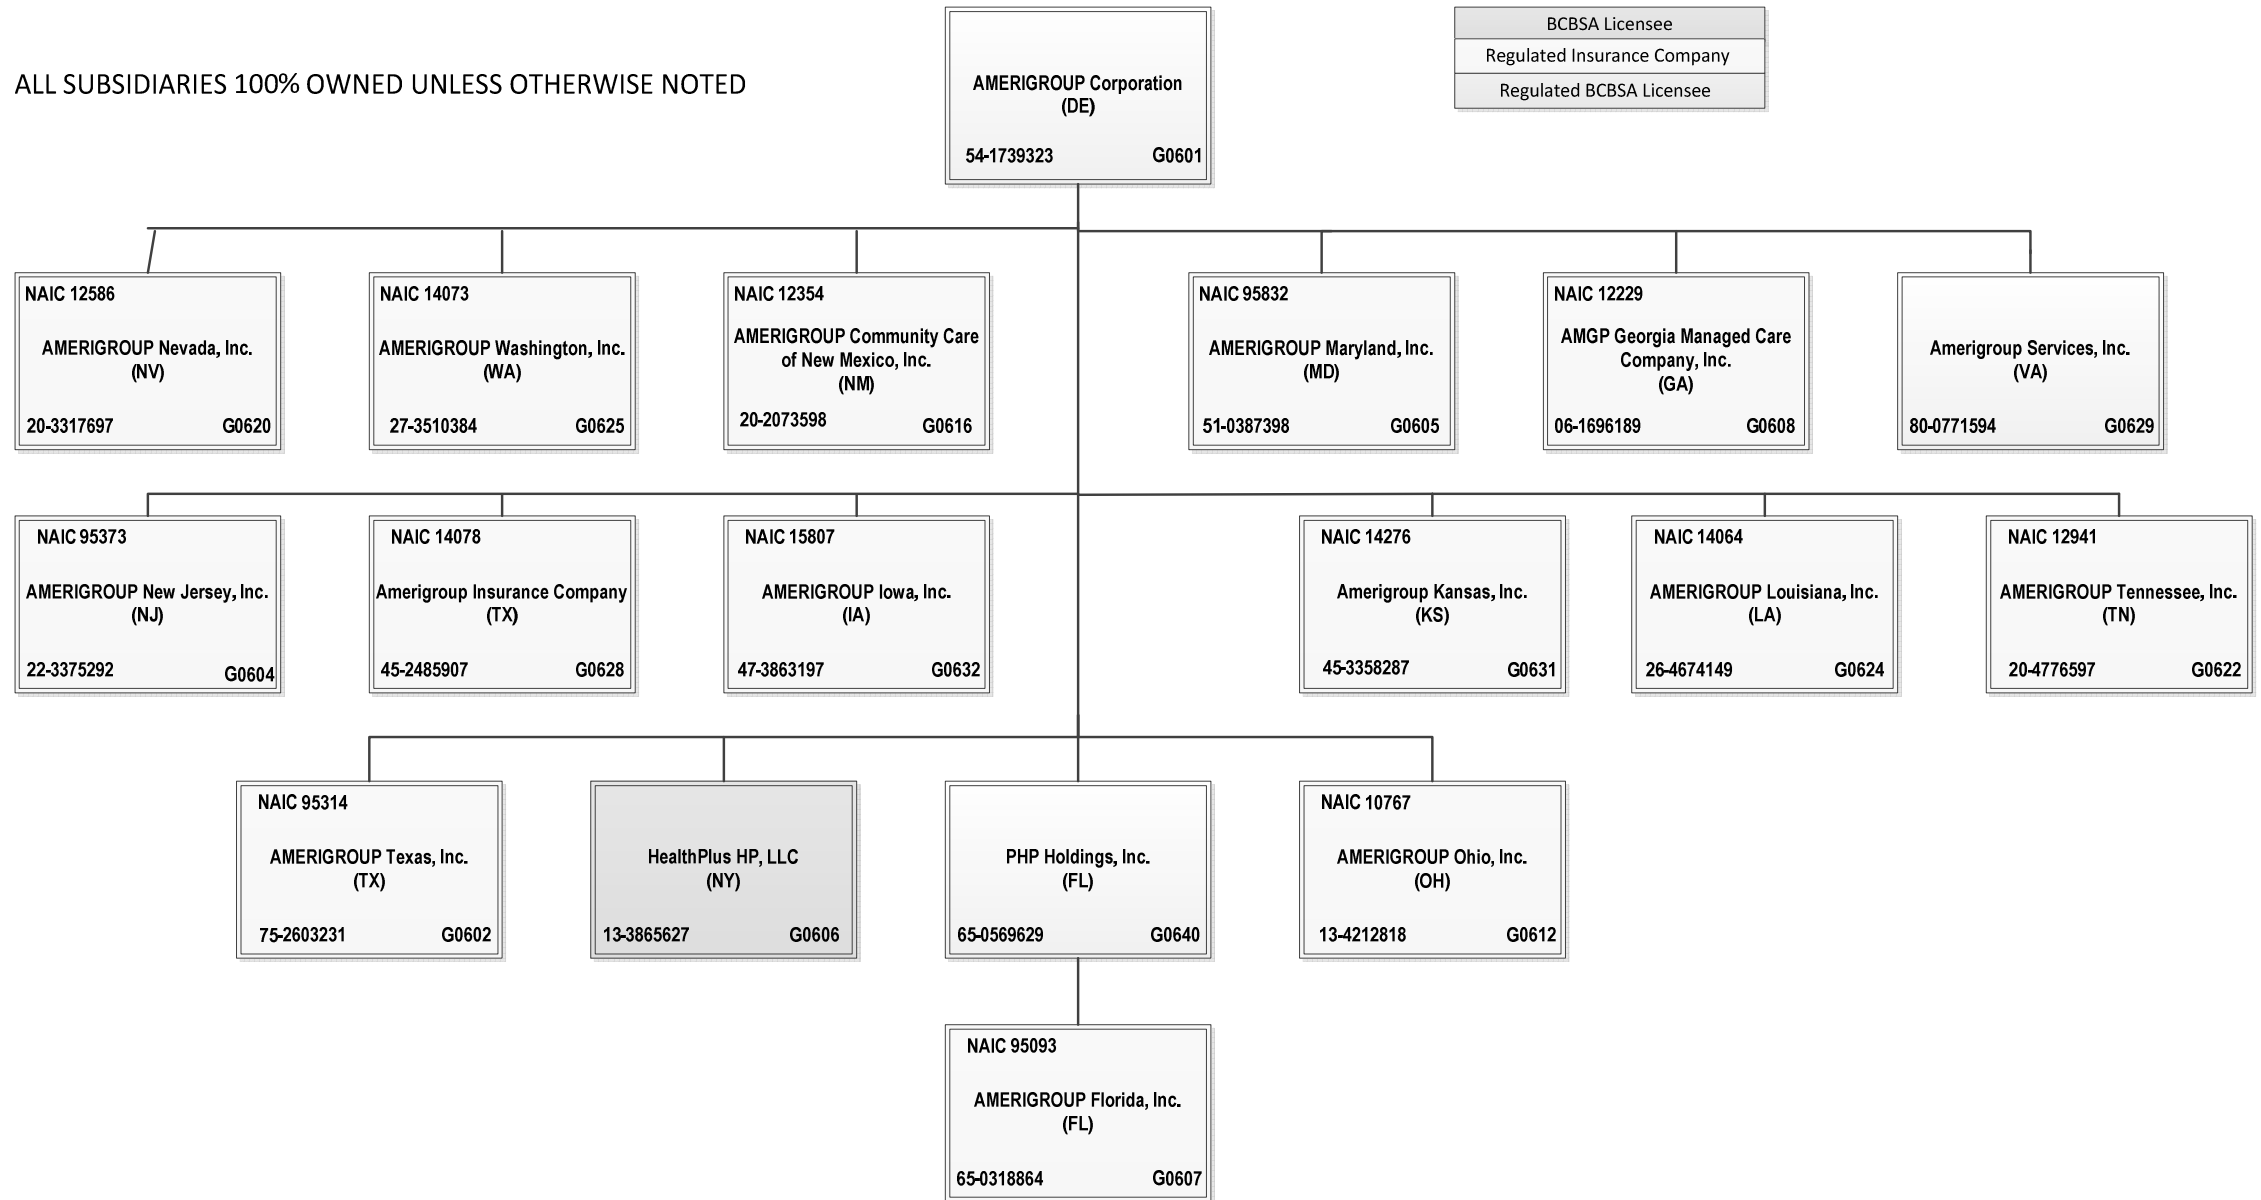 BCBSA Licensee
Regulated Insurance Company
Regulated BCBSA Licensee
ALL SUBSIDIARIES 100% OWNED UNLESS OTHERWISE NOTED
AMERIGROUP Corporation
(DE)
54-1739323 G0601
NAIC 12586
AMERIGROUP Nevada, Inc.
(NV)
20-3317697 G0620
NAIC 14073
AMERIGROUP Washington, Inc.
(WA)
27-3510384 G0625
NAIC 12354
AMERIGROUP Community Care
of New Mexico, Inc.
(NM)
20-2073598 G0616
NAIC 95832
AMERIGROUP Maryland, Inc.
(MD)
51-0387398 G0605
NAIC 12229
AMGP Georgia Managed Care
Company, Inc.
(GA)
06-1696189 G0608
Amerigroup Services, Inc.
(VA)
80-0771594 G0629
NAIC 95373
AMERIGROUP New Jersey, Inc.
(NJ)
22-3375292 G0604
NAIC 14078
Amerigroup Insurance Company
(TX)
45-2485907 G0628
NAIC 15807
AMERIGROUP Iowa, Inc.
(IA)
47-3863197 G0632
NAIC 14276
Amerigroup Kansas, Inc.
(KS)
45-3358287 G0631
NAIC 14064
AMERIGROUP Louisiana, Inc.
(LA)
26-4674149 G0624
NAIC 12941
AMERIGROUP Tennessee, Inc.
(TN)
20-4776597 G0622
NAIC 95314
AMERIGROUP Texas, Inc.
(TX)
75-2603231 G0602
HealthPlus HP, LLC
(NY)
13-3865627 G0606
PHP Holdings, Inc.
(FL)
65-0569629 G0640
NAIC 10767
AMERIGROUP Ohio, Inc.
(OH)
13-4212818 G0612
NAIC 95093
AMERIGROUP Florida, Inc.
(FL)
65-0318864 G0607